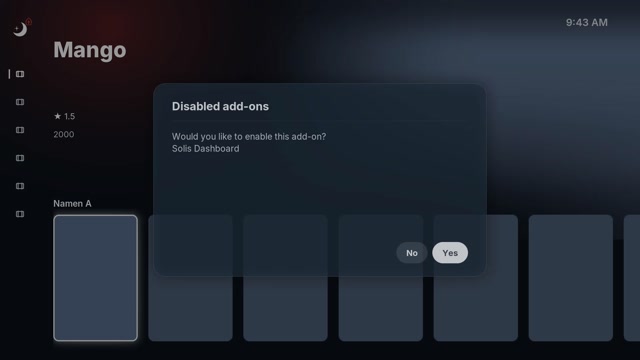 9:43 AM
Mango
Disabled add-ons
★ 1.5
Would you like to enable this add-on?
2000
Solis Dashboard
Namen A
No
Yes